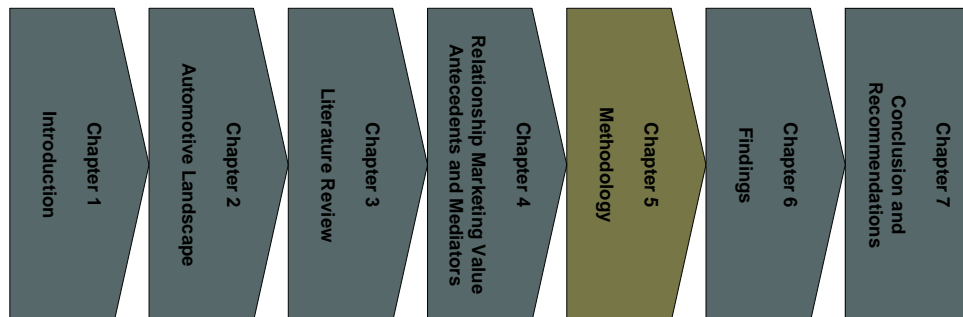 Chapter 1
Introduction
Chapter 2
Automotive Landscape
Chapter 3
Literature Review
Chapter 4
Relationship Marketing Value
Antecedents and Mediators
Chapter 5
Methodology
Chapter 6
Findings
Chapter 7
Conclusion and
Recommendations